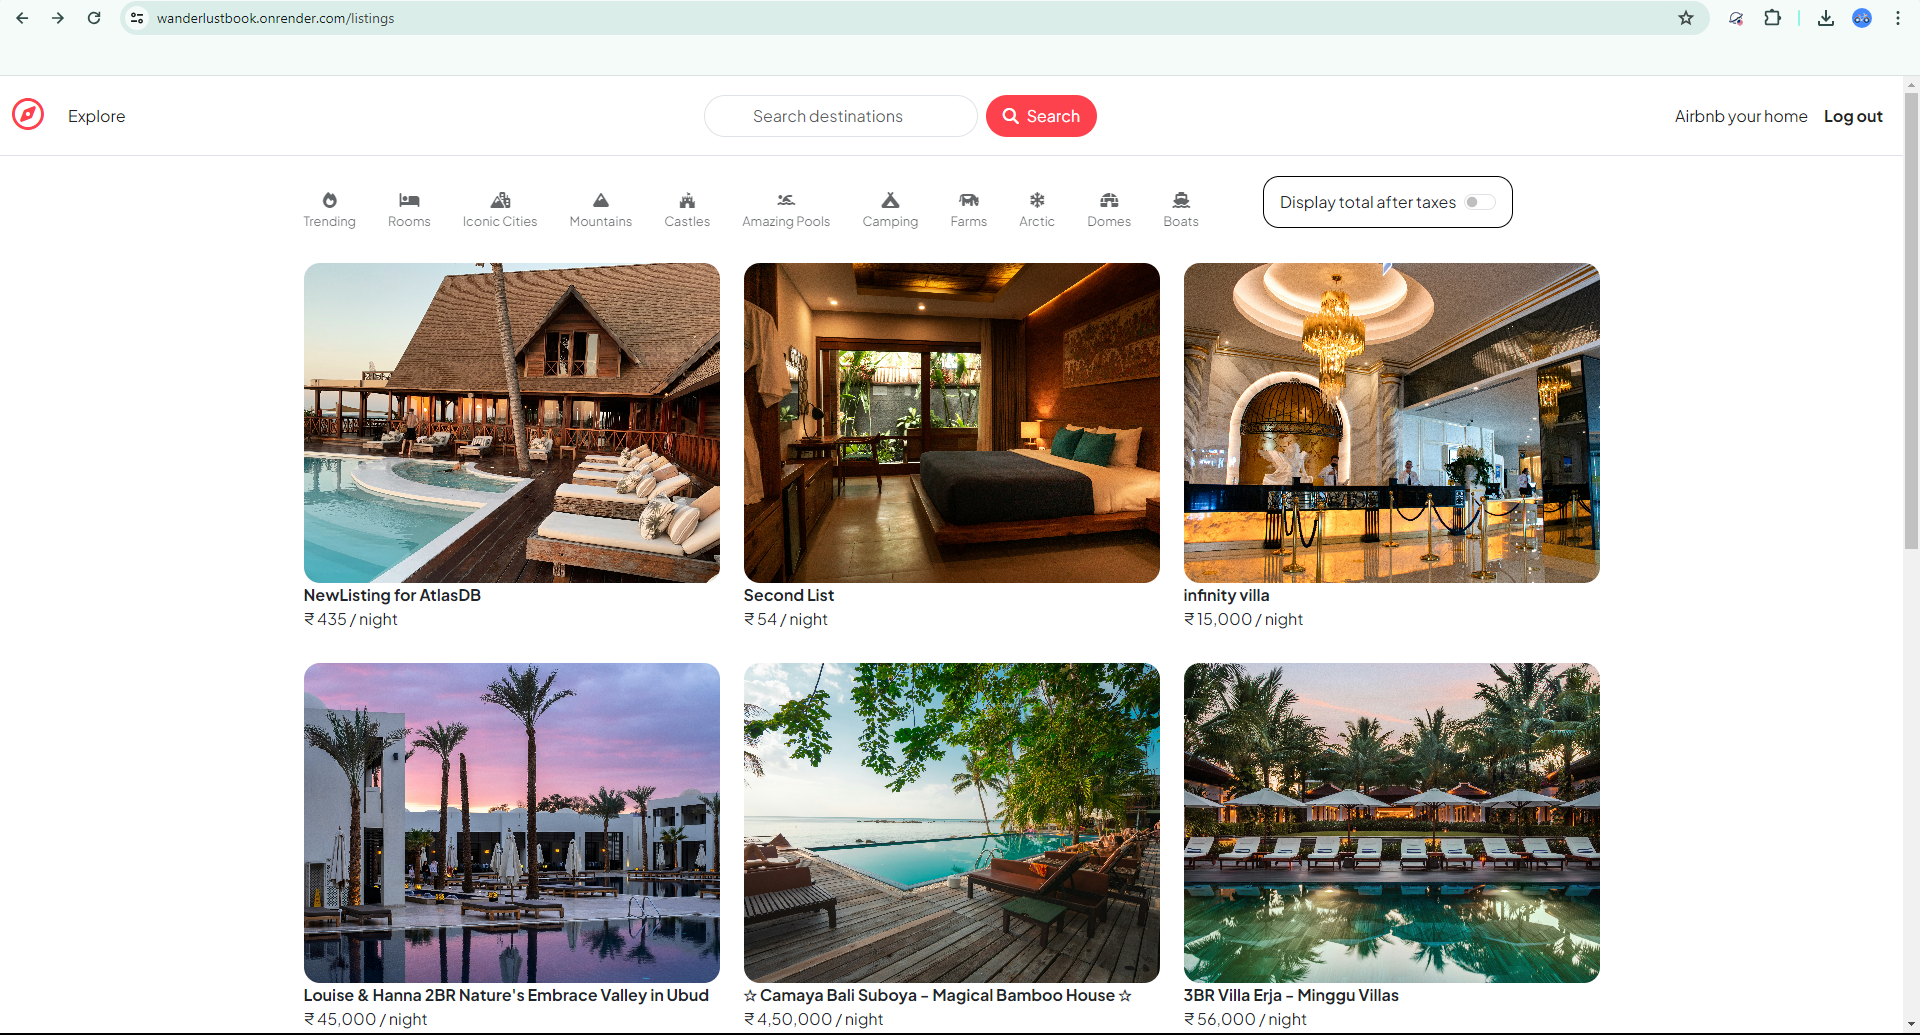 wanderlustbook.onrender.com/listings
Explore
Search destinations
Search
Airbnb your home
Log out
Trending
Rooms
Iconic Cities
Mountains
Castles
Amazing Pools
Camping
Farms
Arctic
Domes
Boats
Display total after taxes
NewListing for AtlasDB
₹ 435 / night
Second List
₹ 54 / night
infinity villa
₹ 15,000 / night
Louise & Hanna 2BR Nature's Embrace Valley in Ubud
₹ 45,000 / night
☆ Camaya Bali Suboya - Magical Bamboo House ☆
₹ 4,50,000 / night
3BR Villa Erja - Minggu Villas
₹ 56,000 / night